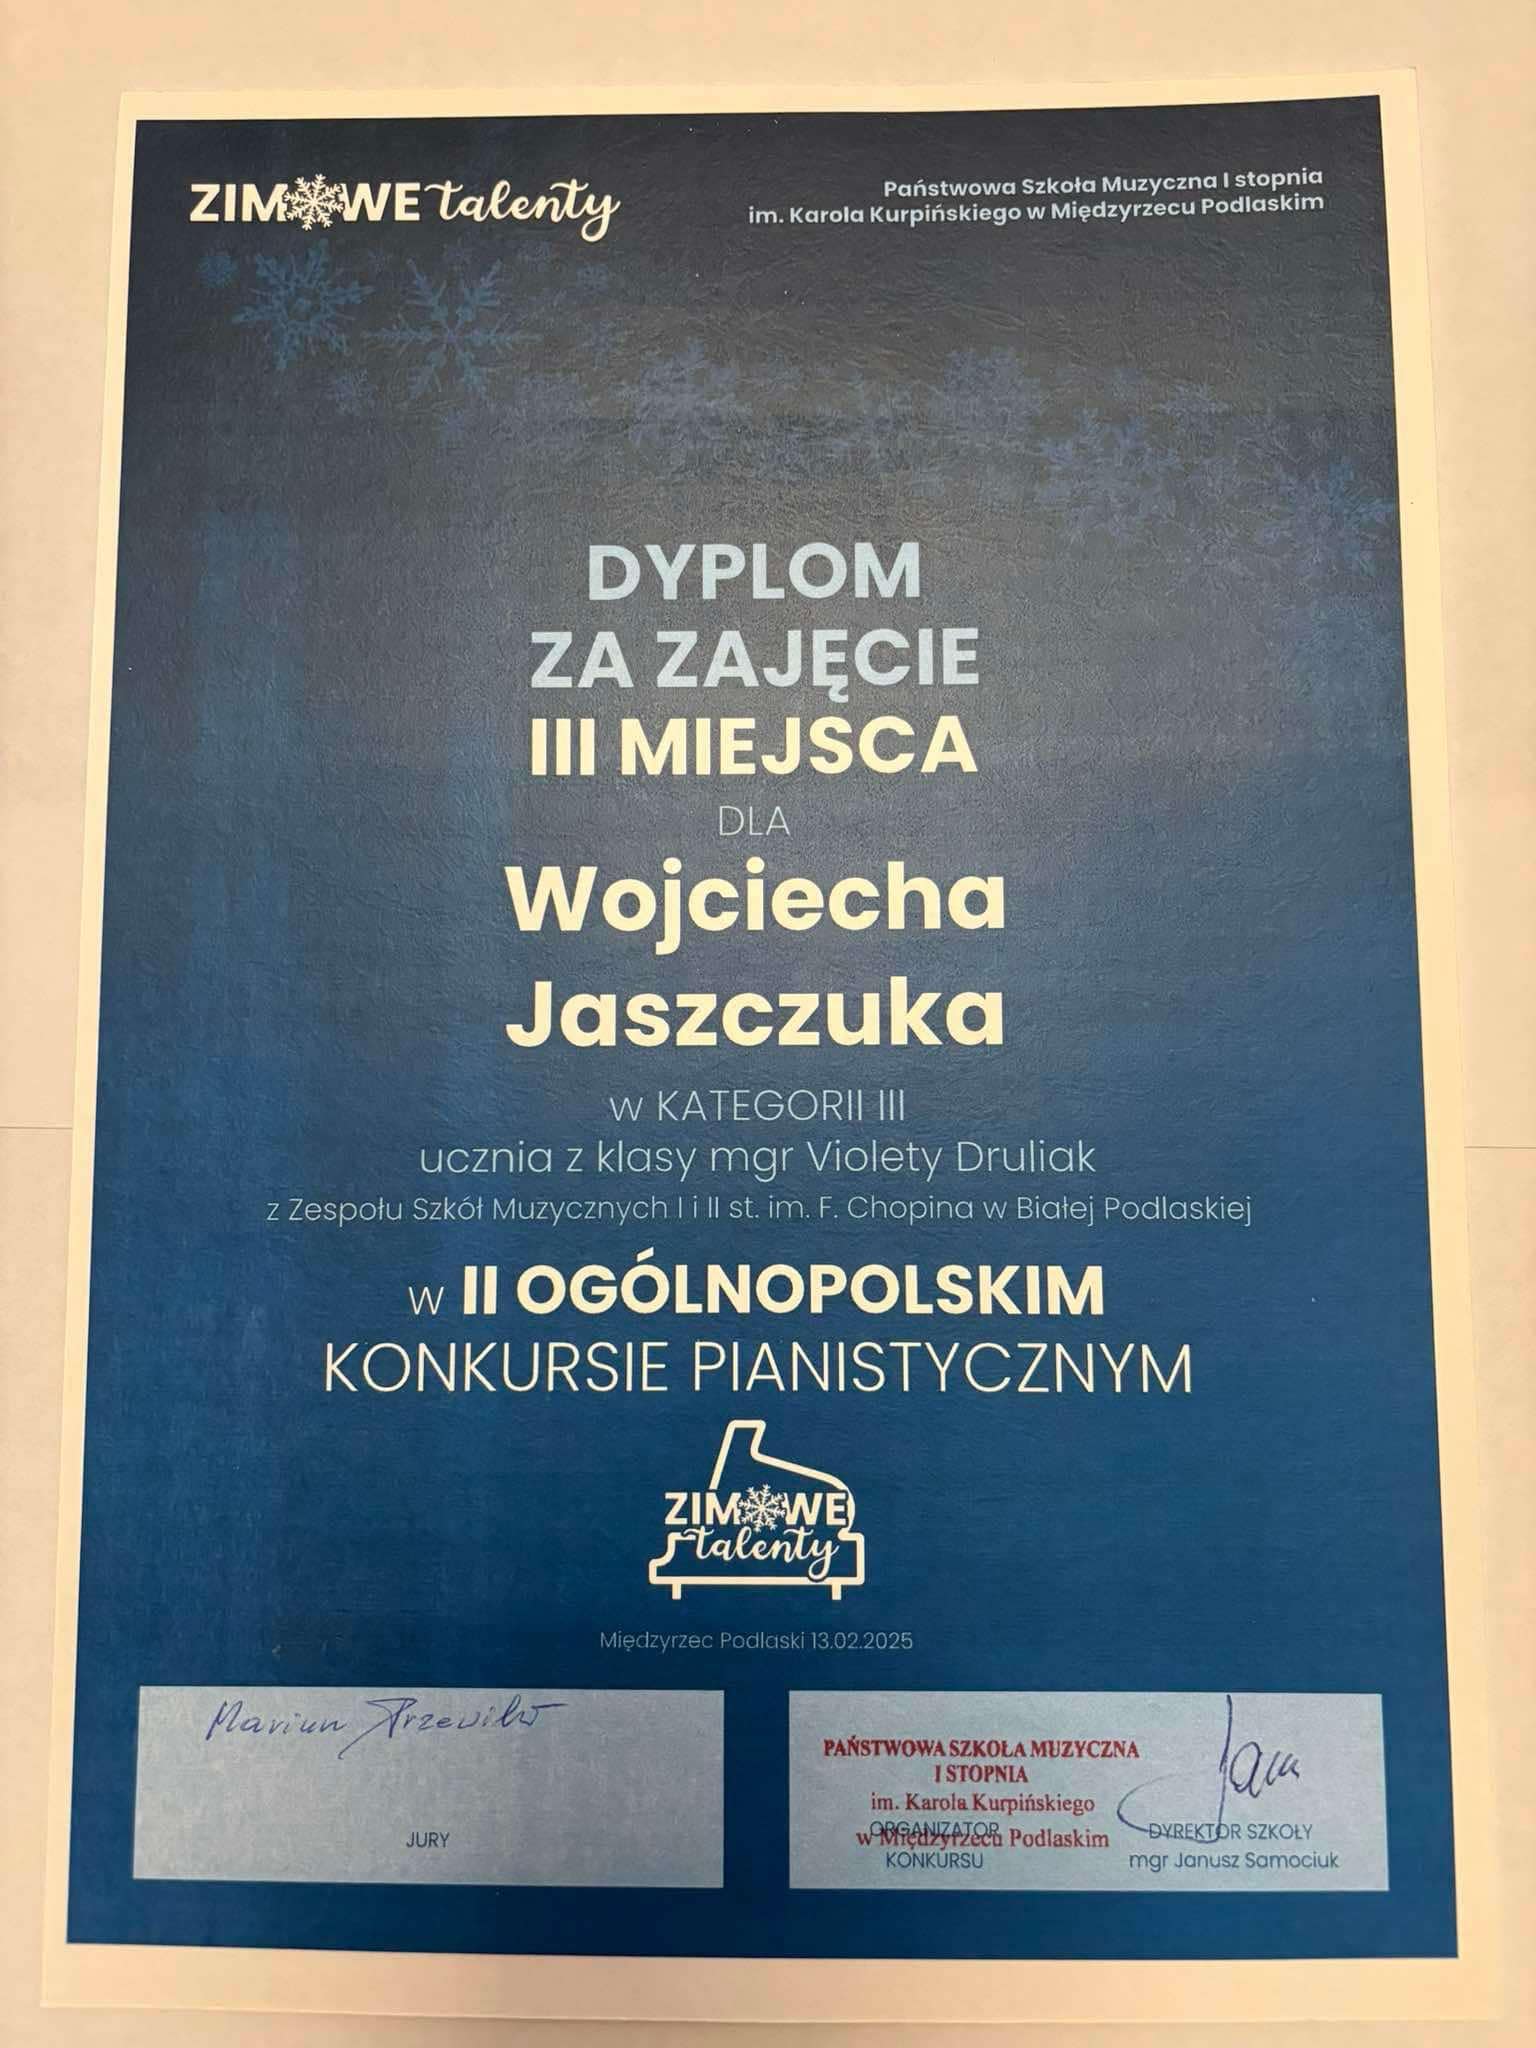 ZIMOWE talenty
Państwowa Szkoła Muzyczna I stopnia
im. Karola Kurpińskiego w Międzyrzecu Podlaskim
DYPLOM
ZA ZAJĘCIE
III MIEJSCA
DLA
Wojciecha
Jaszczuka
w KATEGORII III
ucznia z klasy mgr Violety Druliak
z Zespołu Szkół Muzycznych I i II st. im. F. Chopina w Białej Podlaskiej
w II OGÓLNOPOLSKIM
KONKURSIE PIANISTYCZNYM
ZIMOWE
talenty
Międzyrzec Podlaski 13.02.2025
JURY
PAŃSTWOWA SZKOŁA MUZYCZNA
I STOPNIA
im. Karola Kurpińskiego
w Międzyrzecu Podlaskim
ORGANIZATOR
KONKURSU
DYREKTOR SZKOŁY
mgr Janusz Samociuk